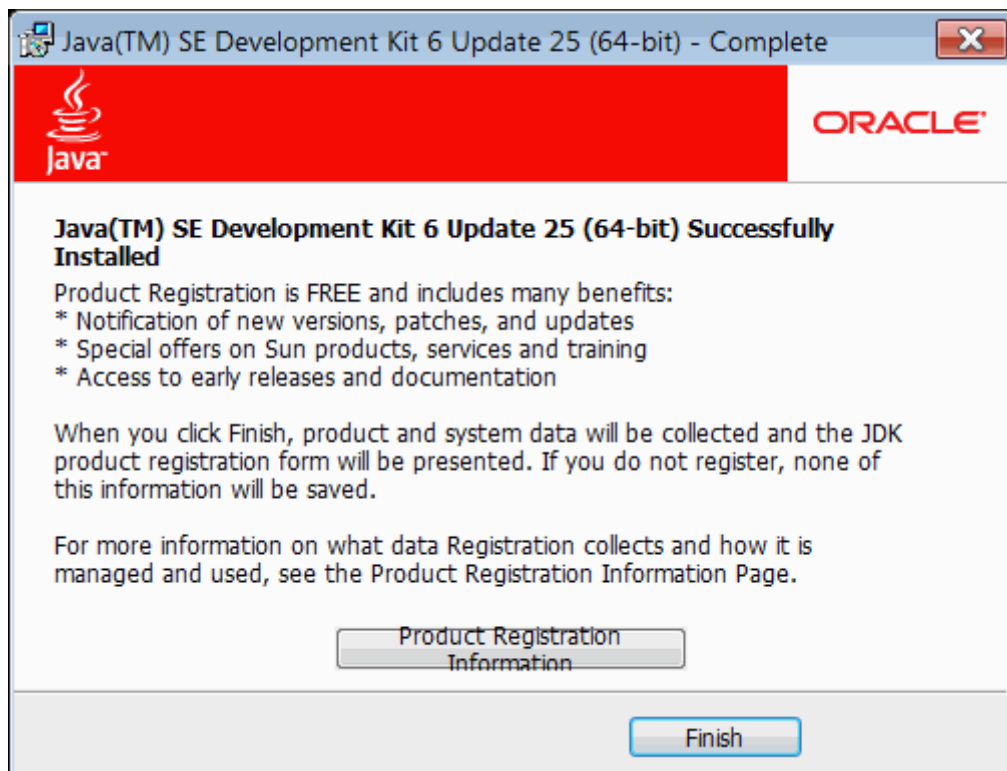 Java(TM) SE Development Kit 6 Update 25 (64-bit) - Complete
Java™
ORACLE®
Java(TM) SE Development Kit 6 Update 25 (64-bit) Successfully
Installed
Product Registration is FREE and includes many benefits:
* Notification of new versions, patches, and updates
* Special offers on Sun products, services and training
* Access to early releases and documentation
When you click Finish, product and system data will be collected and the JDK
product registration form will be presented. If you do not register, none of
this information will be saved.
For more information on what data Registration collects and how it is
managed and used, see the Product Registration Information Page.
Product Registration
Information
Finish